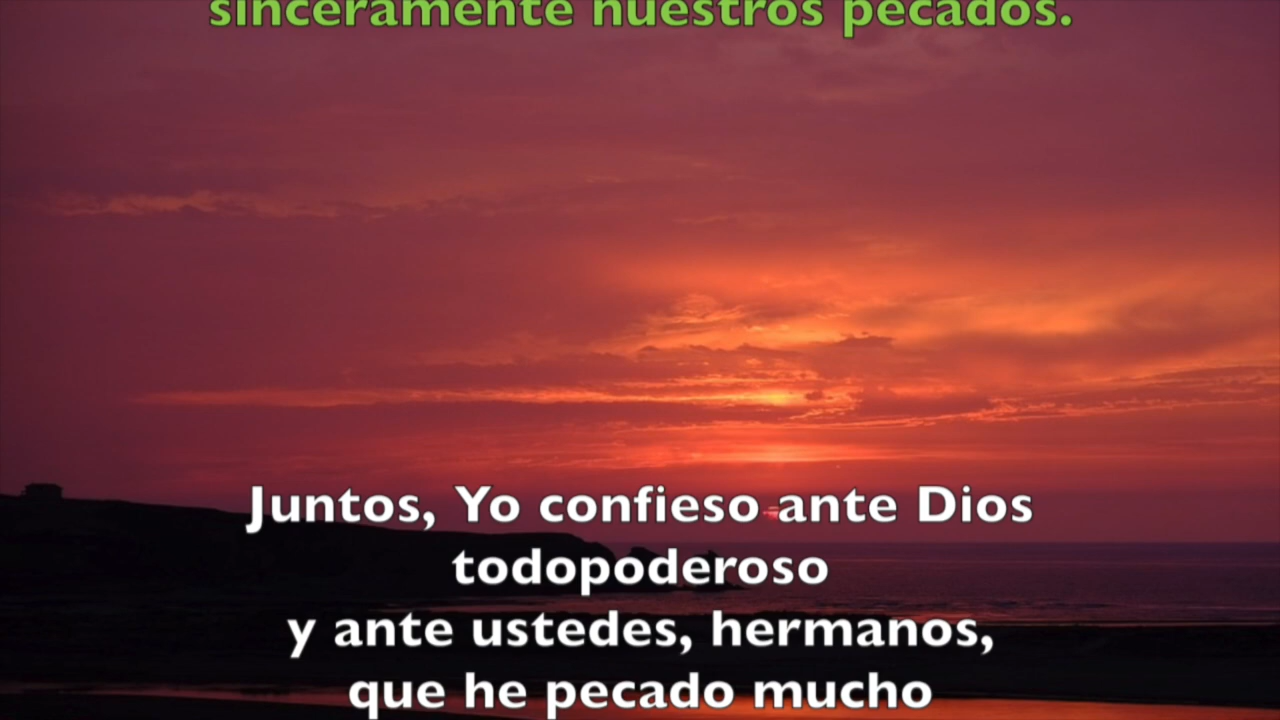 sinceramente nuestros pecados.
Juntos, Yo confieso ante Dios
todopoderoso
y ante ustedes, hermanos,
que he pecado mucho